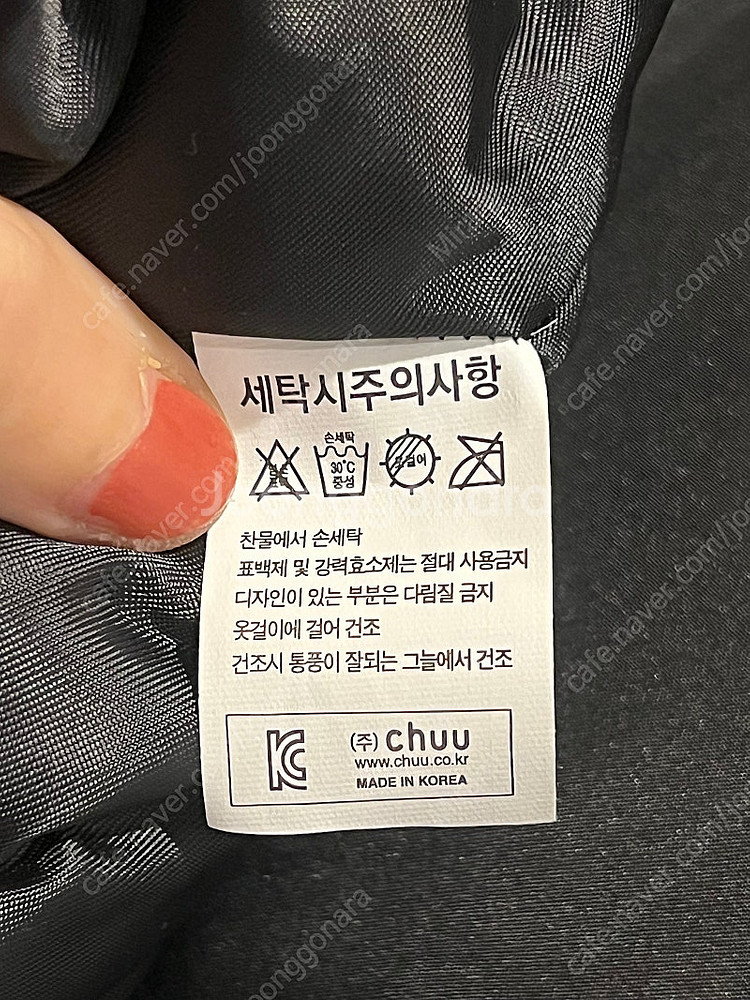 세탁시주의사항
손세탁
30℃
중성
옷걸이
찬물에서 손세탁
표백제 및 강력효소제는 절대 사용금지
디자인이 있는 부분은 다림질 금지
옷걸이에 걸어 건조
건조시 통풍이 잘되는 그늘에서 건조
(주) chuu
www.chuu.co.kr
MADE IN KOREA
cafe.naver.com/joonggonara